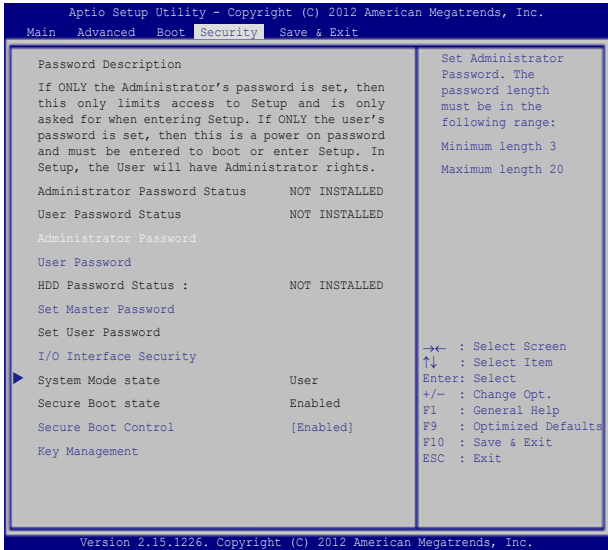 Aptio Setup Utility - Copyright (C) 2012 American Megatrends, Inc.
Main Advanced Boot Security Save & Exit
Password Description
If ONLY the Administrator's password is set, then
this only limits access to Setup and is only
asked for when entering Setup. If ONLY the user's
password is set, then this is a power on password
and must be entered to boot or enter Setup. In
Setup, the User will have Administrator rights.
Administrator Password Status NOT INSTALLED
User Password Status NOT INSTALLED
Administrator Password
User Password
HDD Password Status : NOT INSTALLED
Set Master Password
Set User Password
I/O Interface Security
System Mode state User
Secure Boot state Enabled
Secure Boot Control [Enabled]
Key Management
Set Administrator
Password. The
password length
must be in the
following range:
Minimum length 3
Maximum length 20
→← : Select Screen
↑↓ : Select Item
Enter: Select
+/— : Change Opt.
F1 : General Help
F9 : Optimized Defaults
F10 : Save & Exit
ESC : Exit
Version 2.15.1226. Copyright (C) 2012 American Megatrends, Inc.